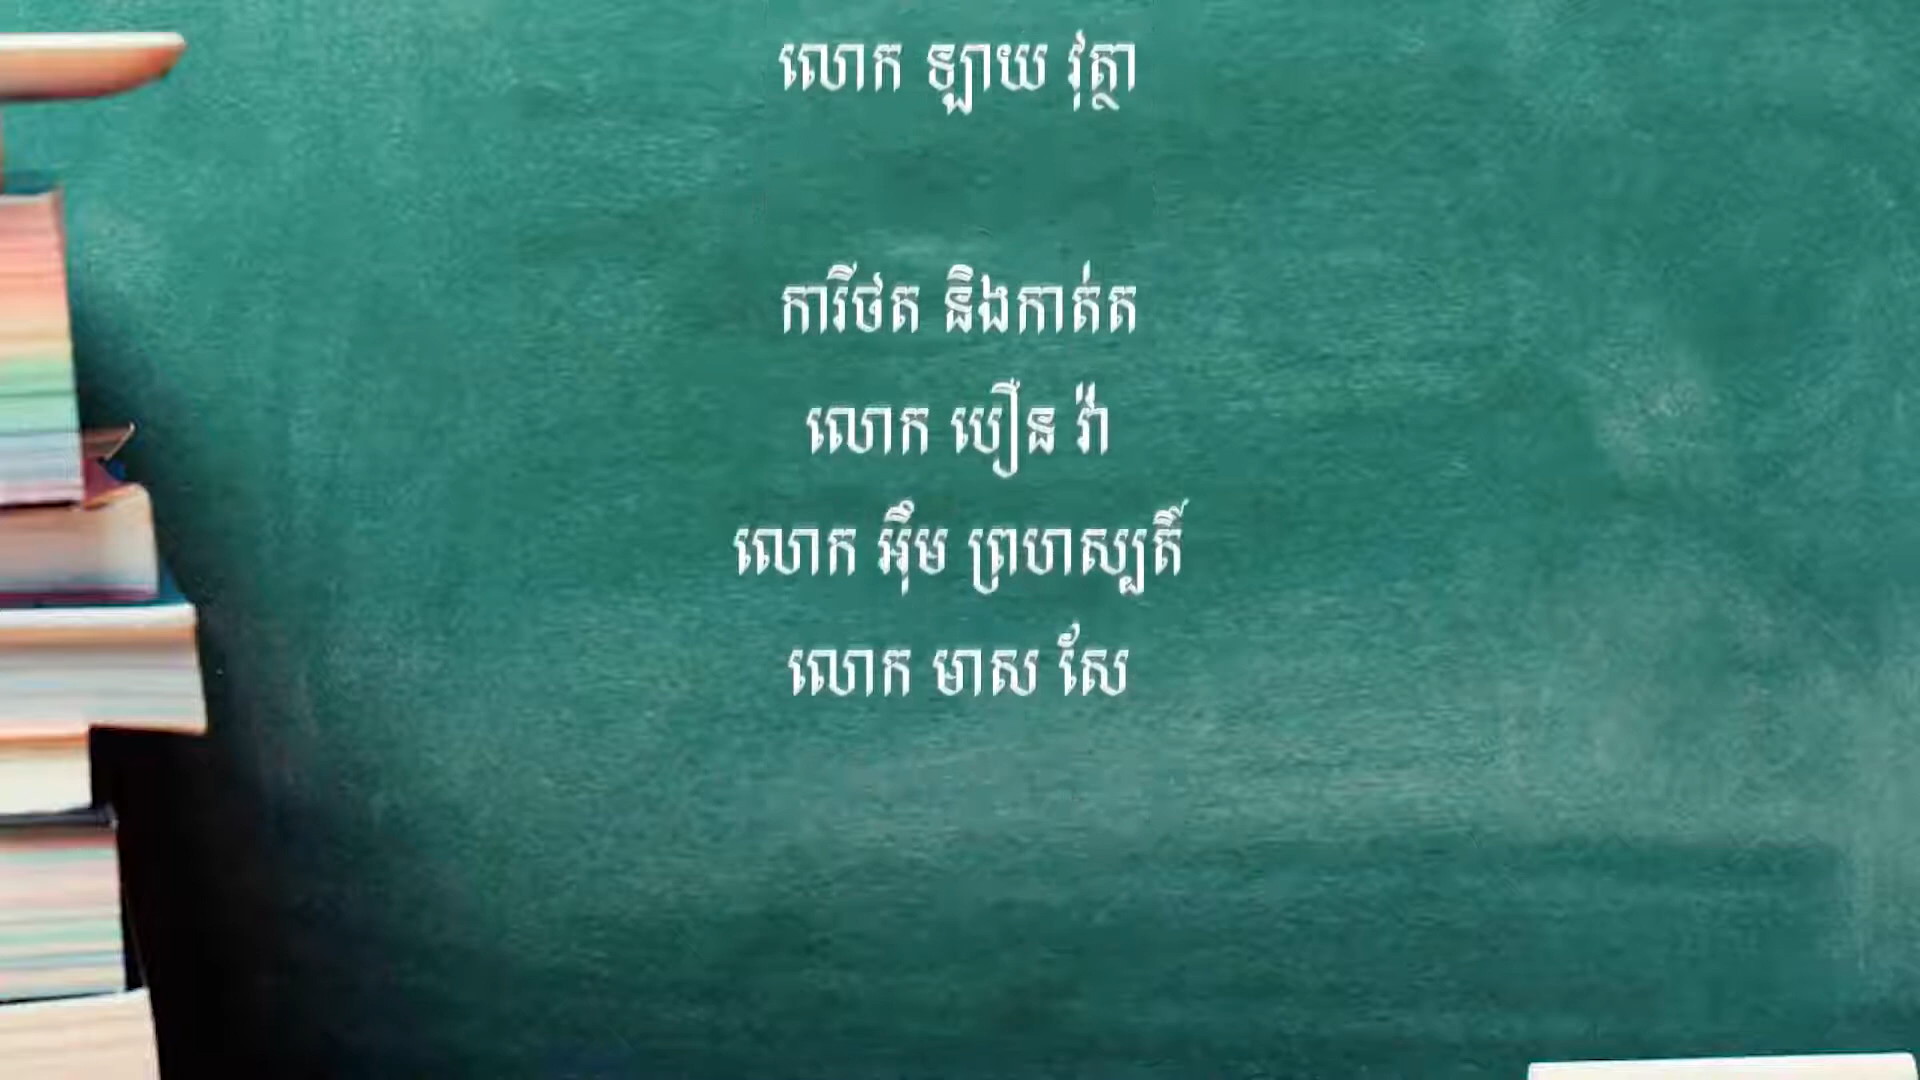 លោក ឡាយ វុត្ថា
ការីថត និងកាត់ត
លោក បឿន វ៉ា
លោក អ៊ឹម ព្រហស្បតិ៍
លោក មាស សែ